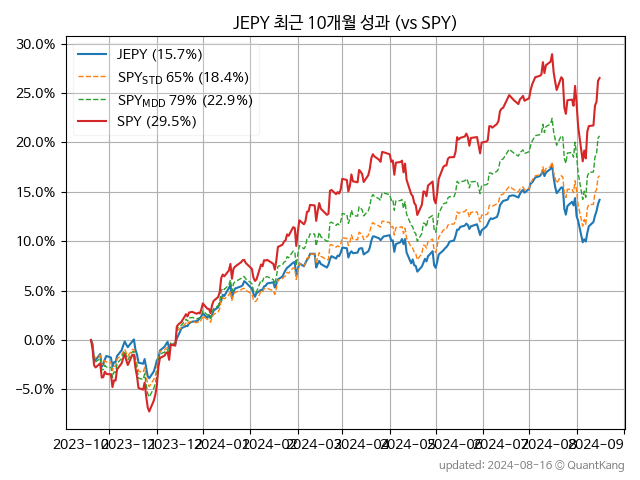 JEPY 최근 10개월 성과 (vs SPY)
30.0%
25.0%
20.0%
15.0%
10.0%
5.0%
0.0%
−5.0%
JEPY (15.7%)
SPY_STD 65% (18.4%)
SPY_MDD 79% (22.9%)
SPY (29.5%)
2023-10 2023-11 2023-12 2024-01 2024-02 2024-03 2024-04 2024-05 2024-06 2024-07 2024-08 2024-09
updated: 2024-08-16 © QuantKang